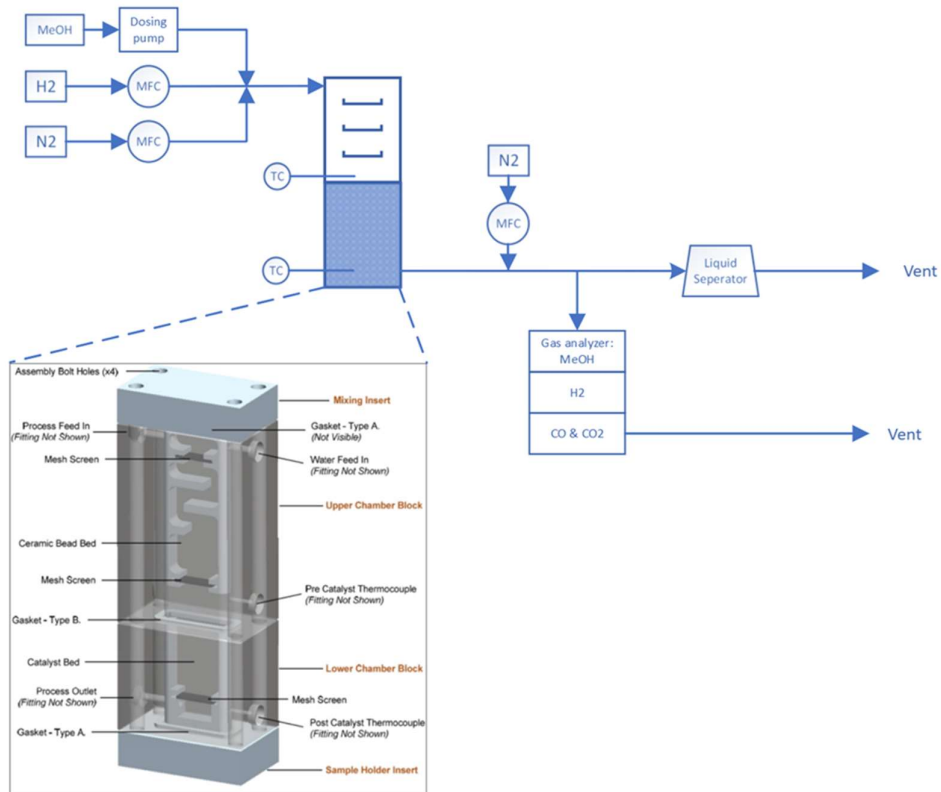 MeOH
Dosing
pump
H2
MFC
N2
MFC
TC
N2
MFC
TC
Liquid
Seperator
Vent
Gas analyzer:
MeOH
H2
CO & CO2
Vent
Assembly Bolt Holes (x4)
Mixing Insert
Process Feed In
(Fitting Not Shown)
Gasket - Type A.
(Not Visible)
Mesh Screen
Water Feed In
(Fitting Not Shown)
Upper Chamber Block
Ceramic Bead Bed
Mesh Screen
Pre Catalyst Thermocouple
(Fitting Not Shown)
Gasket - Type B.
Catalyst Bed
Lower Chamber Block
Process Outlet
(Fitting Not Shown)
Mesh Screen
Post Catalyst Thermocouple
(Fitting Not Shown)
Gasket - Type A.
Sample Holder Insert